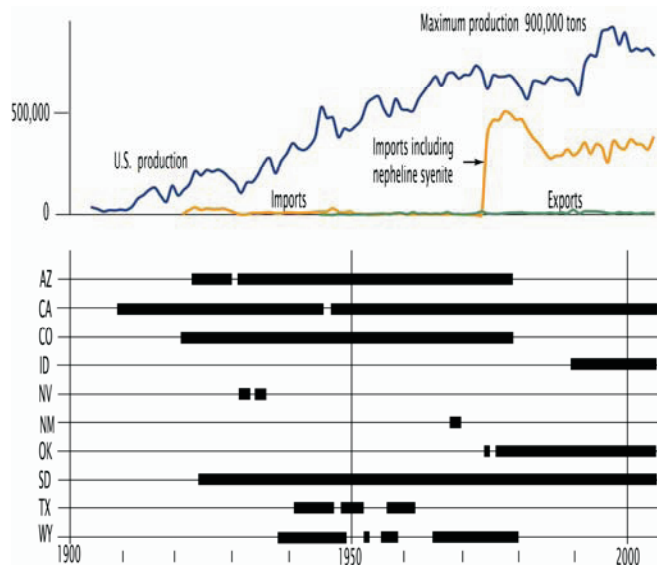 Maximum production 900,000 tons
500,000
U.S. production
Imports including
nepheline syenite
Imports
Exports
0
AZ
CA
CO
ID
NV
NM
OK
SD
TX
WY
1900
1950
2000